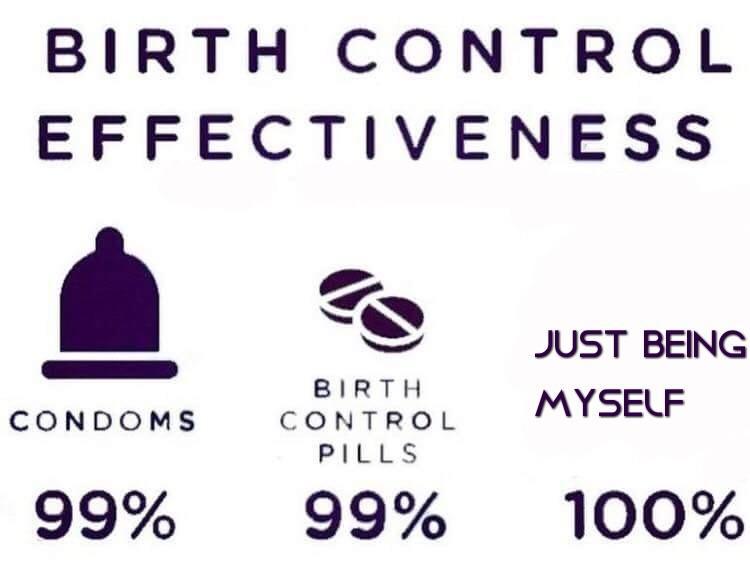 BIRTH CONTROL
EFFECTIVENESS
CONDOMS
99%
BIRTH
CONTROL
PILLS
99%
JUST BEING
MYSELF
100%